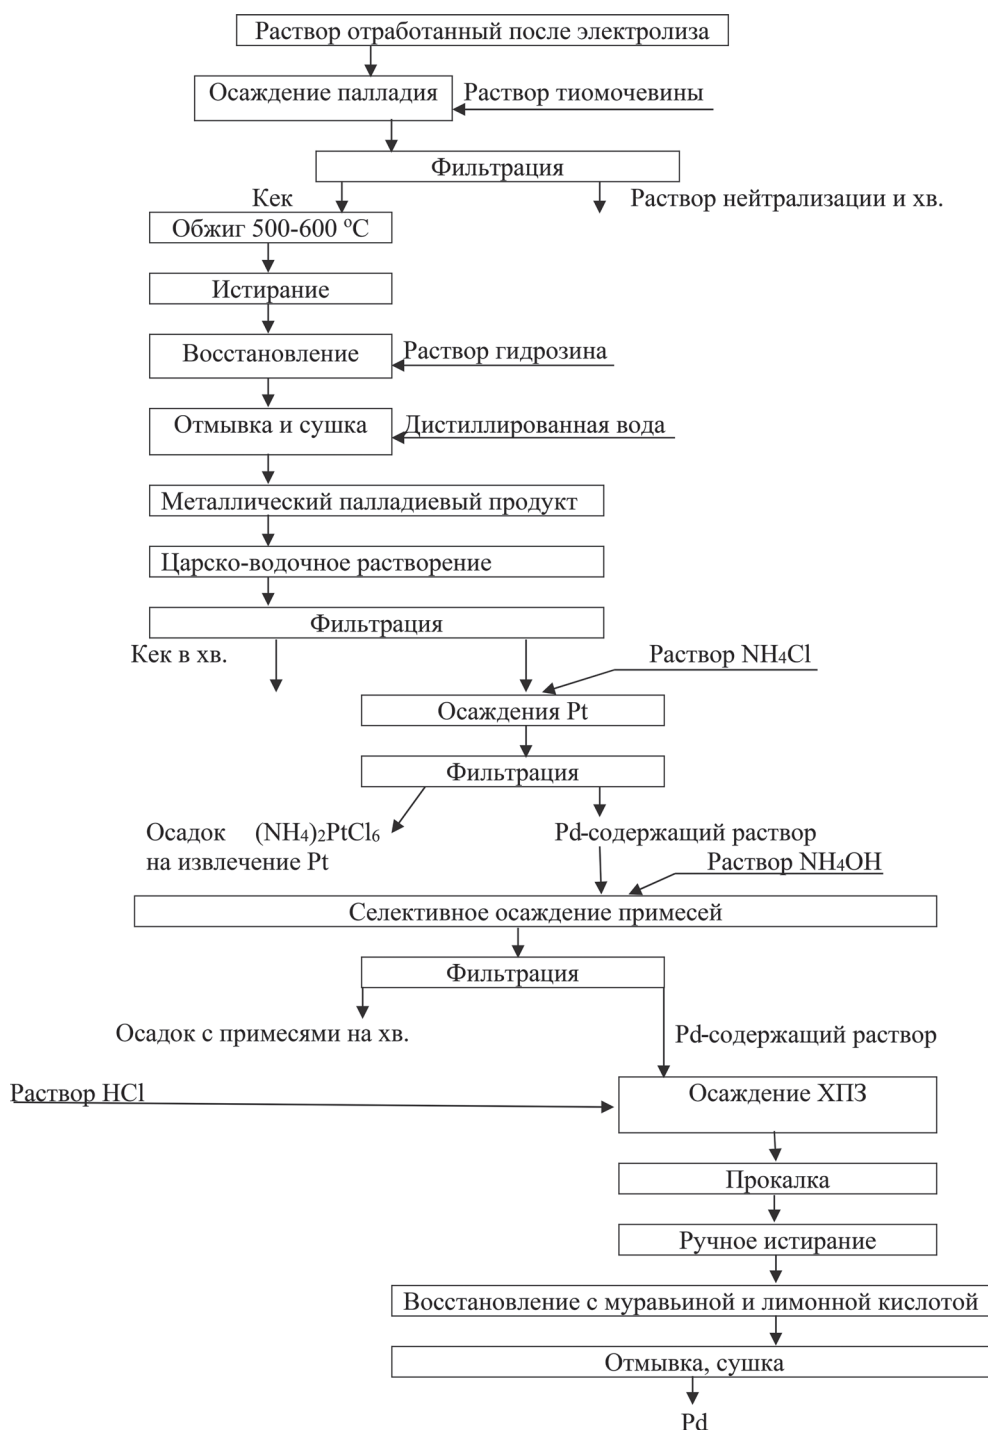 Раствор отработанный после электролиза
Осаждение палладия
Раствор тиомочевины
Фильтрация
Кек
Раствор нейтрализации и хв.
Обжиг 500-600 ⁰С
Истирание
Восстановление
Раствор гидрозина
Отмывка и сушка
Дистиллированная вода
Металлический палладиевый продукт
Царско-водочное растворение
Фильтрация
Кек в хв.
Раствор NH₄Cl
Осаждения Pt
Фильтрация
Осадок (NH₄)₂PtCl₆
на извлечение Pt
Pd-содержащий раствор
Раствор NH₄OH
Селективное осаждение примесей
Фильтрация
Осадок с примесями на хв.
Pd-содержащий раствор
Раствор HCl
Осаждение ХПЗ
Прокалка
Ручное истирание
Восстановление с муравьиной и лимонной кислотой
Отмывка, сушка
Pd